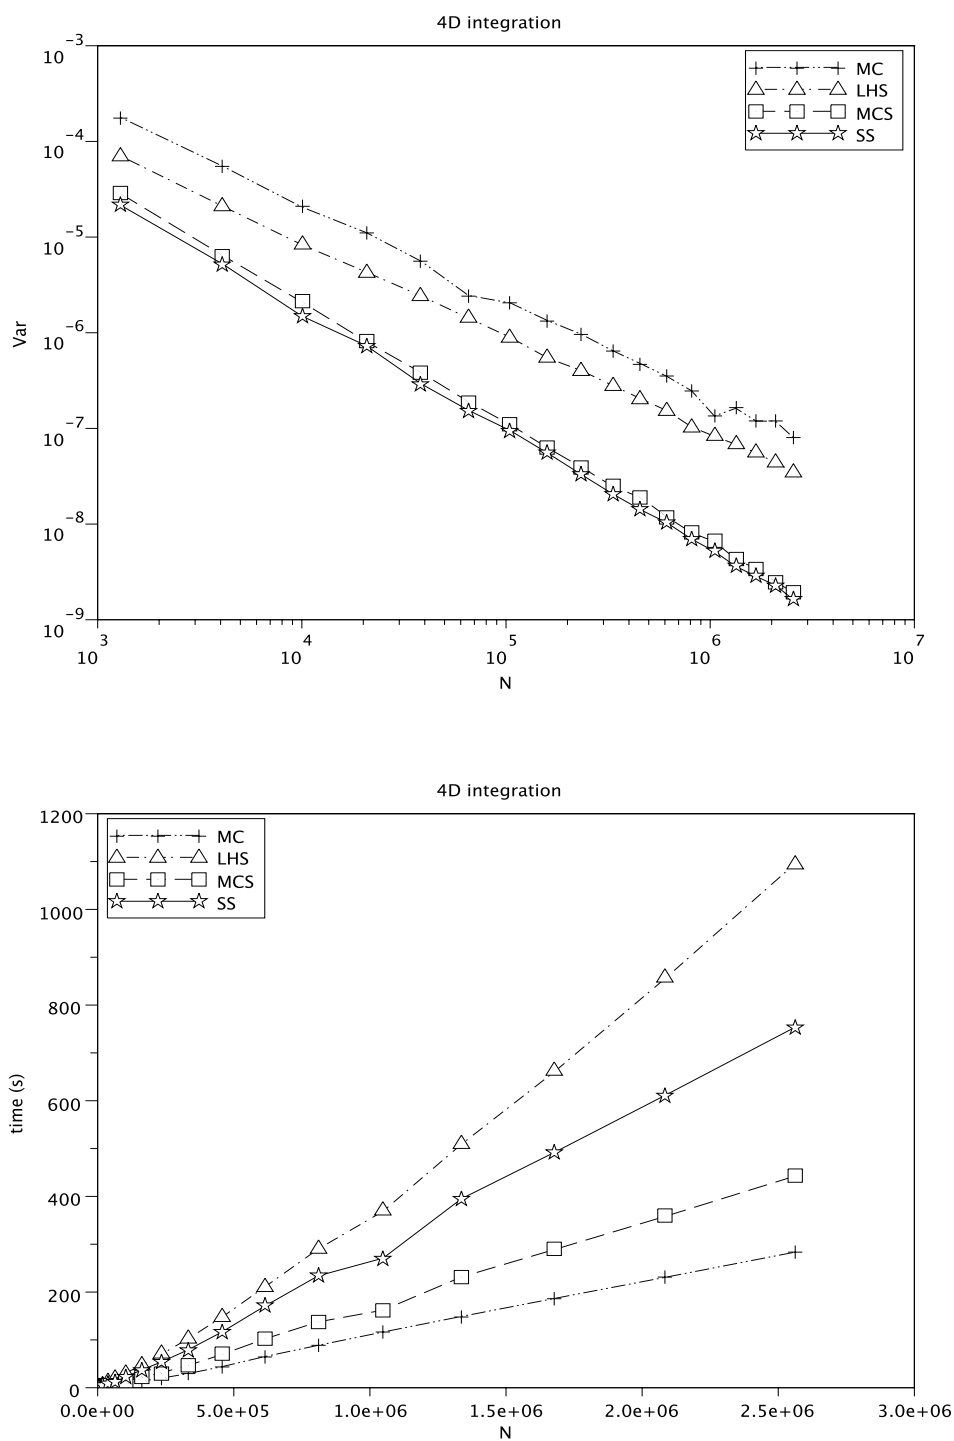 4D integration
10 -3
MC
LHS
MCS
SS
10 -4
10 -5
Var
10 -6
10 -7
10 -8
10 -9
10 3
10 4
10 5
10 6
10 7
N
4D integration
1200
MC
LHS
MCS
SS
1000
800
600
time (s)
400
200
0
0.0e+00 5.0e+05 1.0e+06 1.5e+06 2.0e+06 2.5e+06 3.0e+06
N